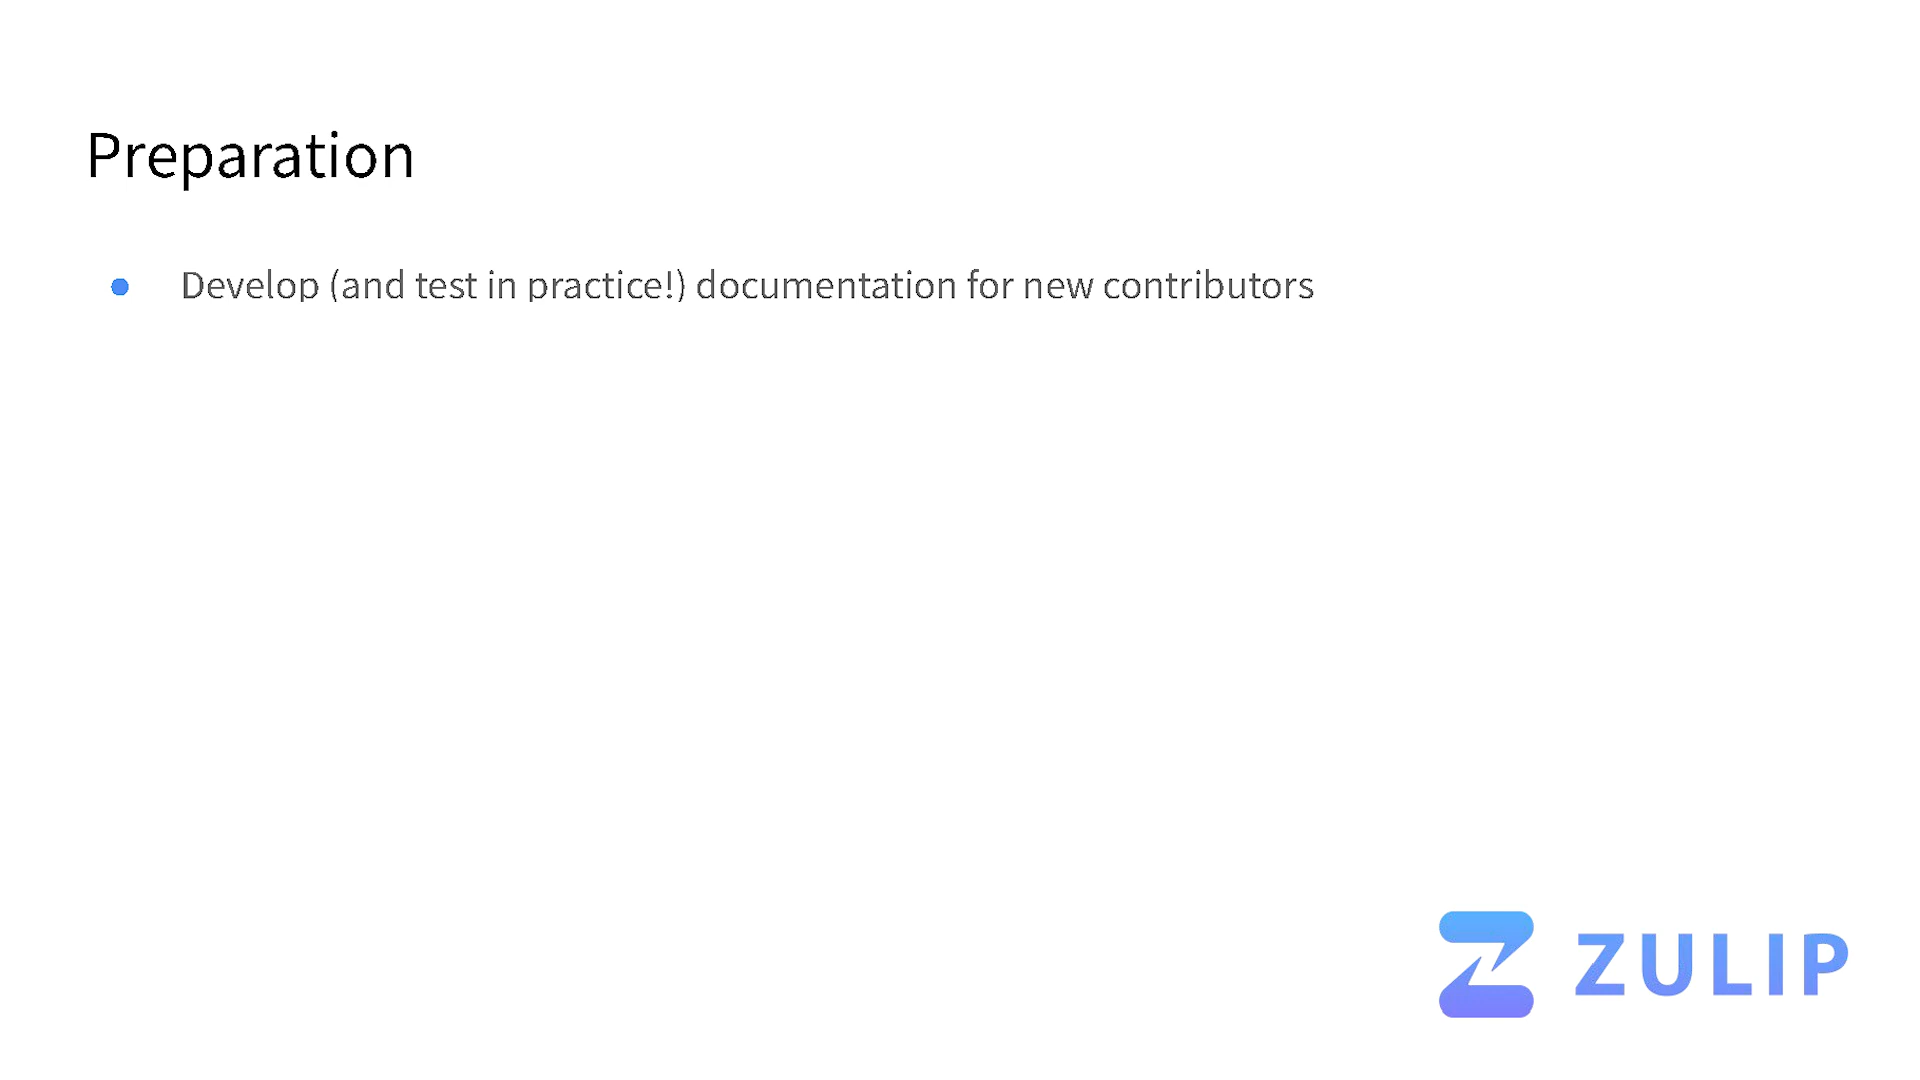 Preparation
● Develop (and test in practice!) documentation for new contributors
ZULIP